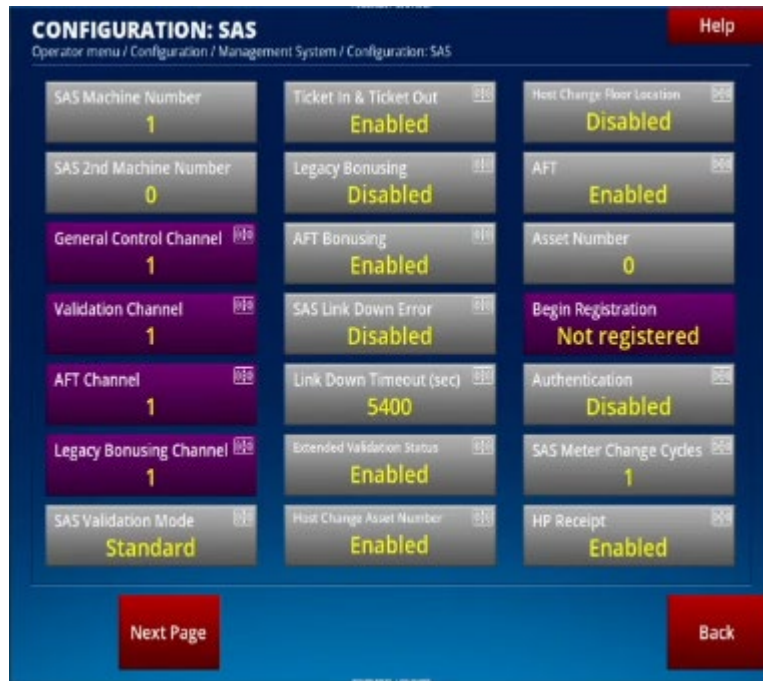 CONFIGURATION: SAS
Help
Operator menu / Configuration / Management System / Configuration: SAS
SAS Machine Number
1
Ticket In & Ticket Out
Enabled
Host Change Floor Location
Disabled
SAS 2nd Machine Number
0
Legacy Bonusing
Disabled
AFT
Enabled
General Control Channel
1
AFT Bonusing
Enabled
Asset Number
0
Validation Channel
1
SAS Link Down Error
Disabled
Begin Registration
Not registered
AFT Channel
1
Link Down Timeout (sec)
5400
Authentication
Disabled
Legacy Bonusing Channel
1
Extended Validation Status
Enabled
SAS Meter Change Cycles
1
SAS Validation Mode
Standard
Host Change Asset Number
Enabled
HP Receipt
Enabled
Next Page
Back